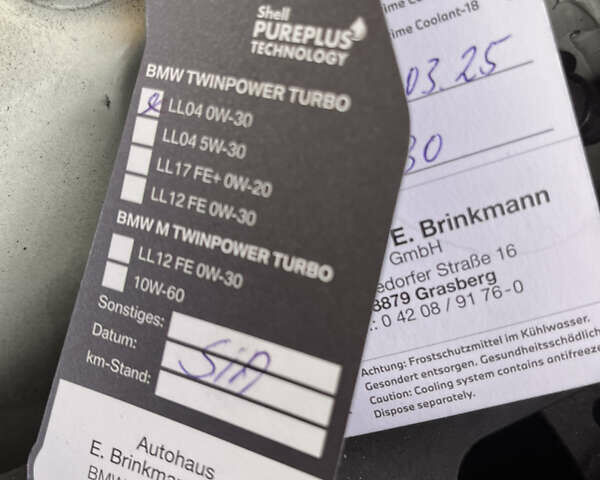 Shell
PUREPLUS
TECHNOLOGY
BMW TWINPOWER TURBO
LL04 0W-30
LL04 5W-30
LL17 FE+ 0W-20
LL12 FE 0W-30
BMW M TWINPOWER TURBO
LL12 FE 0W-30
10W-60
Sonstiges:
Datum:
km-Stand:
Autohaus
E. Brinkmann
ime Coolant-18
03.25
30
E. Brinkmann
GmbH
edorfer Straße 16
8879 Grasberg
.: 0 42 08 / 91 76-0
Achtung: Frostschutzmittel im Kühlwasser,
Gesondert entsorgen. Gesundheitsschädlich
Caution: Cooling system contains antifreeze
Dispose separately.